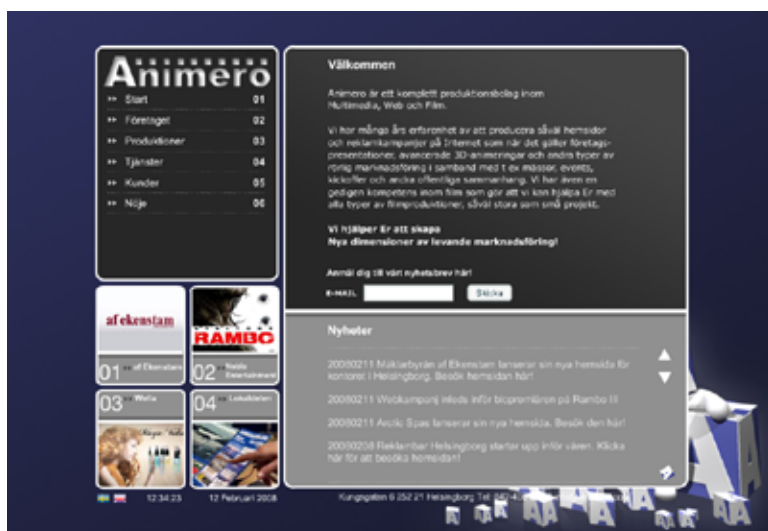 Animero
Start 01
Företaget 02
Produktioner 03
Tjänster 04
Kunder 05
Nöje 06
Välkommen
Animero är ett komplett produktionsbolag inom
Multimedia, Web och Film.
Vi har många års erfarenhet av att producera såväl hemsidor
och reklamkampanjer på Internet som när det gäller företags-
presentationer, avancerade 3D-animeringar och andra typer av
rörlig marknadsföring i samband med t ex mässor, events,
kickoffer och andra offentliga sammanhang. Vi har även en
gedigen kompetens inom film som gör att vi kan hjälpa Er med
alla typer av filmproduktioner, såväl stora som små projekt.
Vi hjälper Er att skapa
Nya dimensioner av levande marknadsföring!
Anmäl dig till vårt nyhetsbrev här!
E-MAIL Skicka
af ekenstam
01 af Ekenstam
RAMBO
02 Noble Entertainment
03 Wella
04 Lokaldelen
Nyheter
20080211 Mäklarbyrån af Ekenstam lanserar sin nya hemsida för
kontoret i Helsingborg. Besök hemsidan här!
20080211 Webkampanj inleds inför biopremiären på Rambo III
20080211 Arctic Spas lanserar sin nya hemsida. Besök den här!
20080208 Reklambar Helsingborg startar upp inför våren. Klicka
här för att besöka hemsidan!
12:34:23 12 Februari 2008
Kungsgatan 6 252 21 Helsingborg Tel: